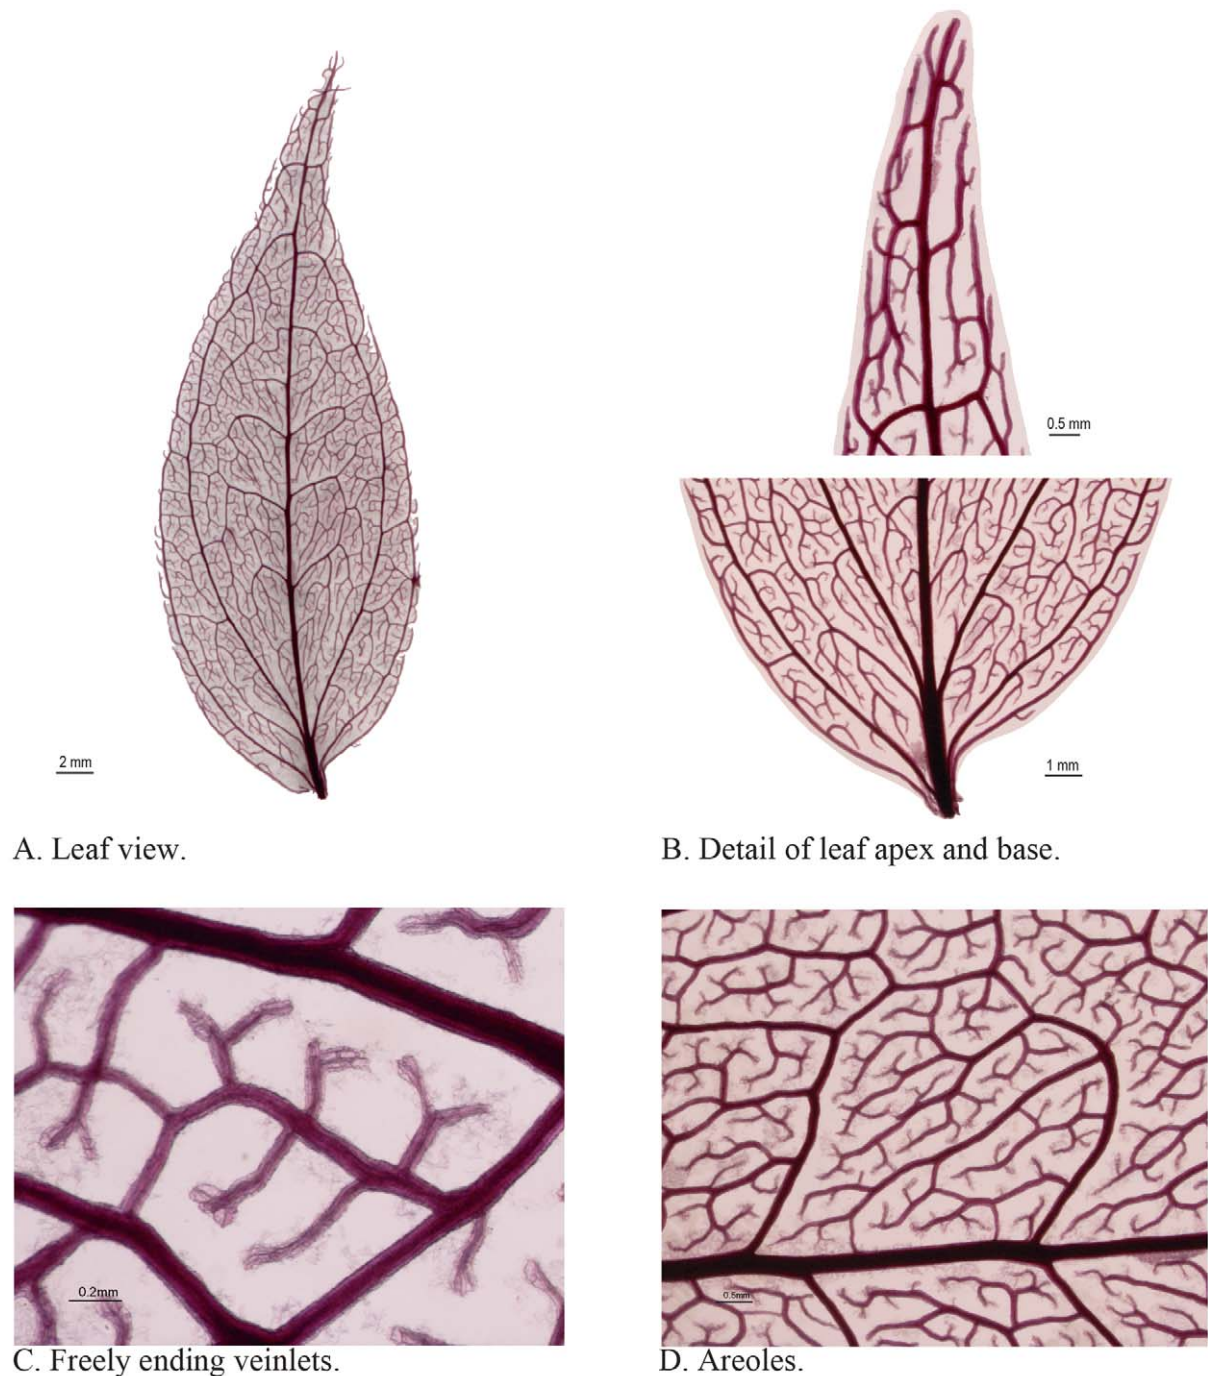 0.5 mm
2 mm
1 mm
A. Leaf view.
B. Detail of leaf apex and base.
0.2mm
0.5mm
C. Freely ending veinlets.
D. Areoles.